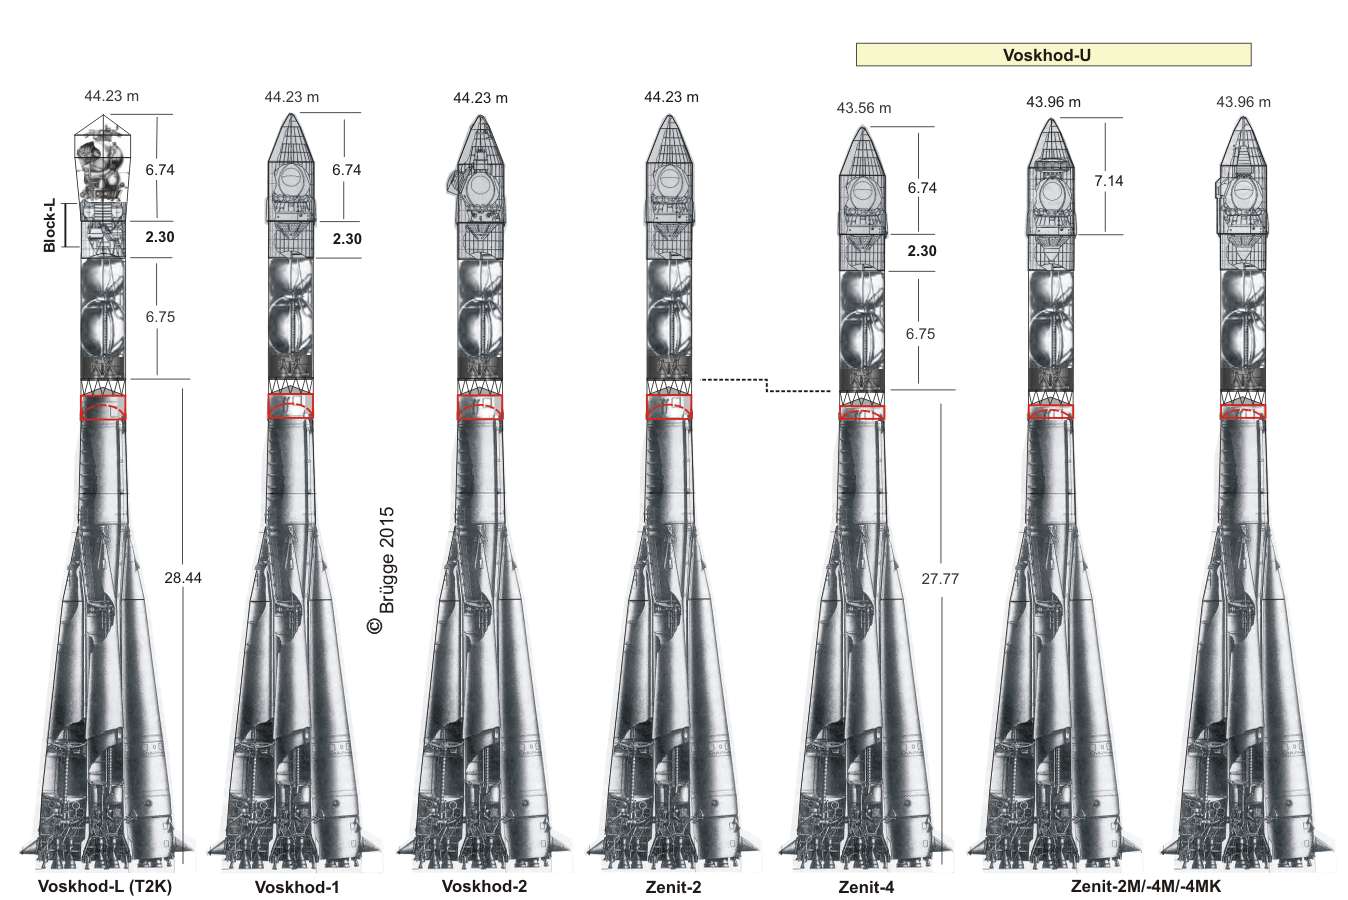 Voskhod-U
44.23 m
44.23 m
44.23 m
44.23 m
43.56 m
43.96 m
43.96 m
6.74
6.74
6.74
7.14
Block-L
2.30
2.30
2.30
6.75
6.75
28.44
27.77
© Brügge 2015
Voskhod-L (T2K)
Voskhod-1
Voskhod-2
Zenit-2
Zenit-4
Zenit-2M/-4M/-4MK